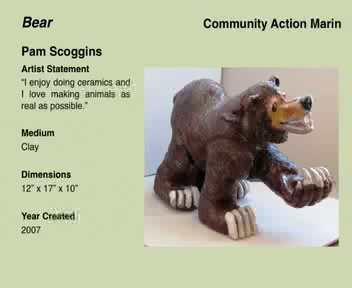 Bear
Community Action Marin
Pam Scoggins
Artist Statement
“I enjoy doing ceramics and
I love making animals as
real as possible.”
Medium
Clay
Dimensions
12” x 17” x 10”
Year Created
2007